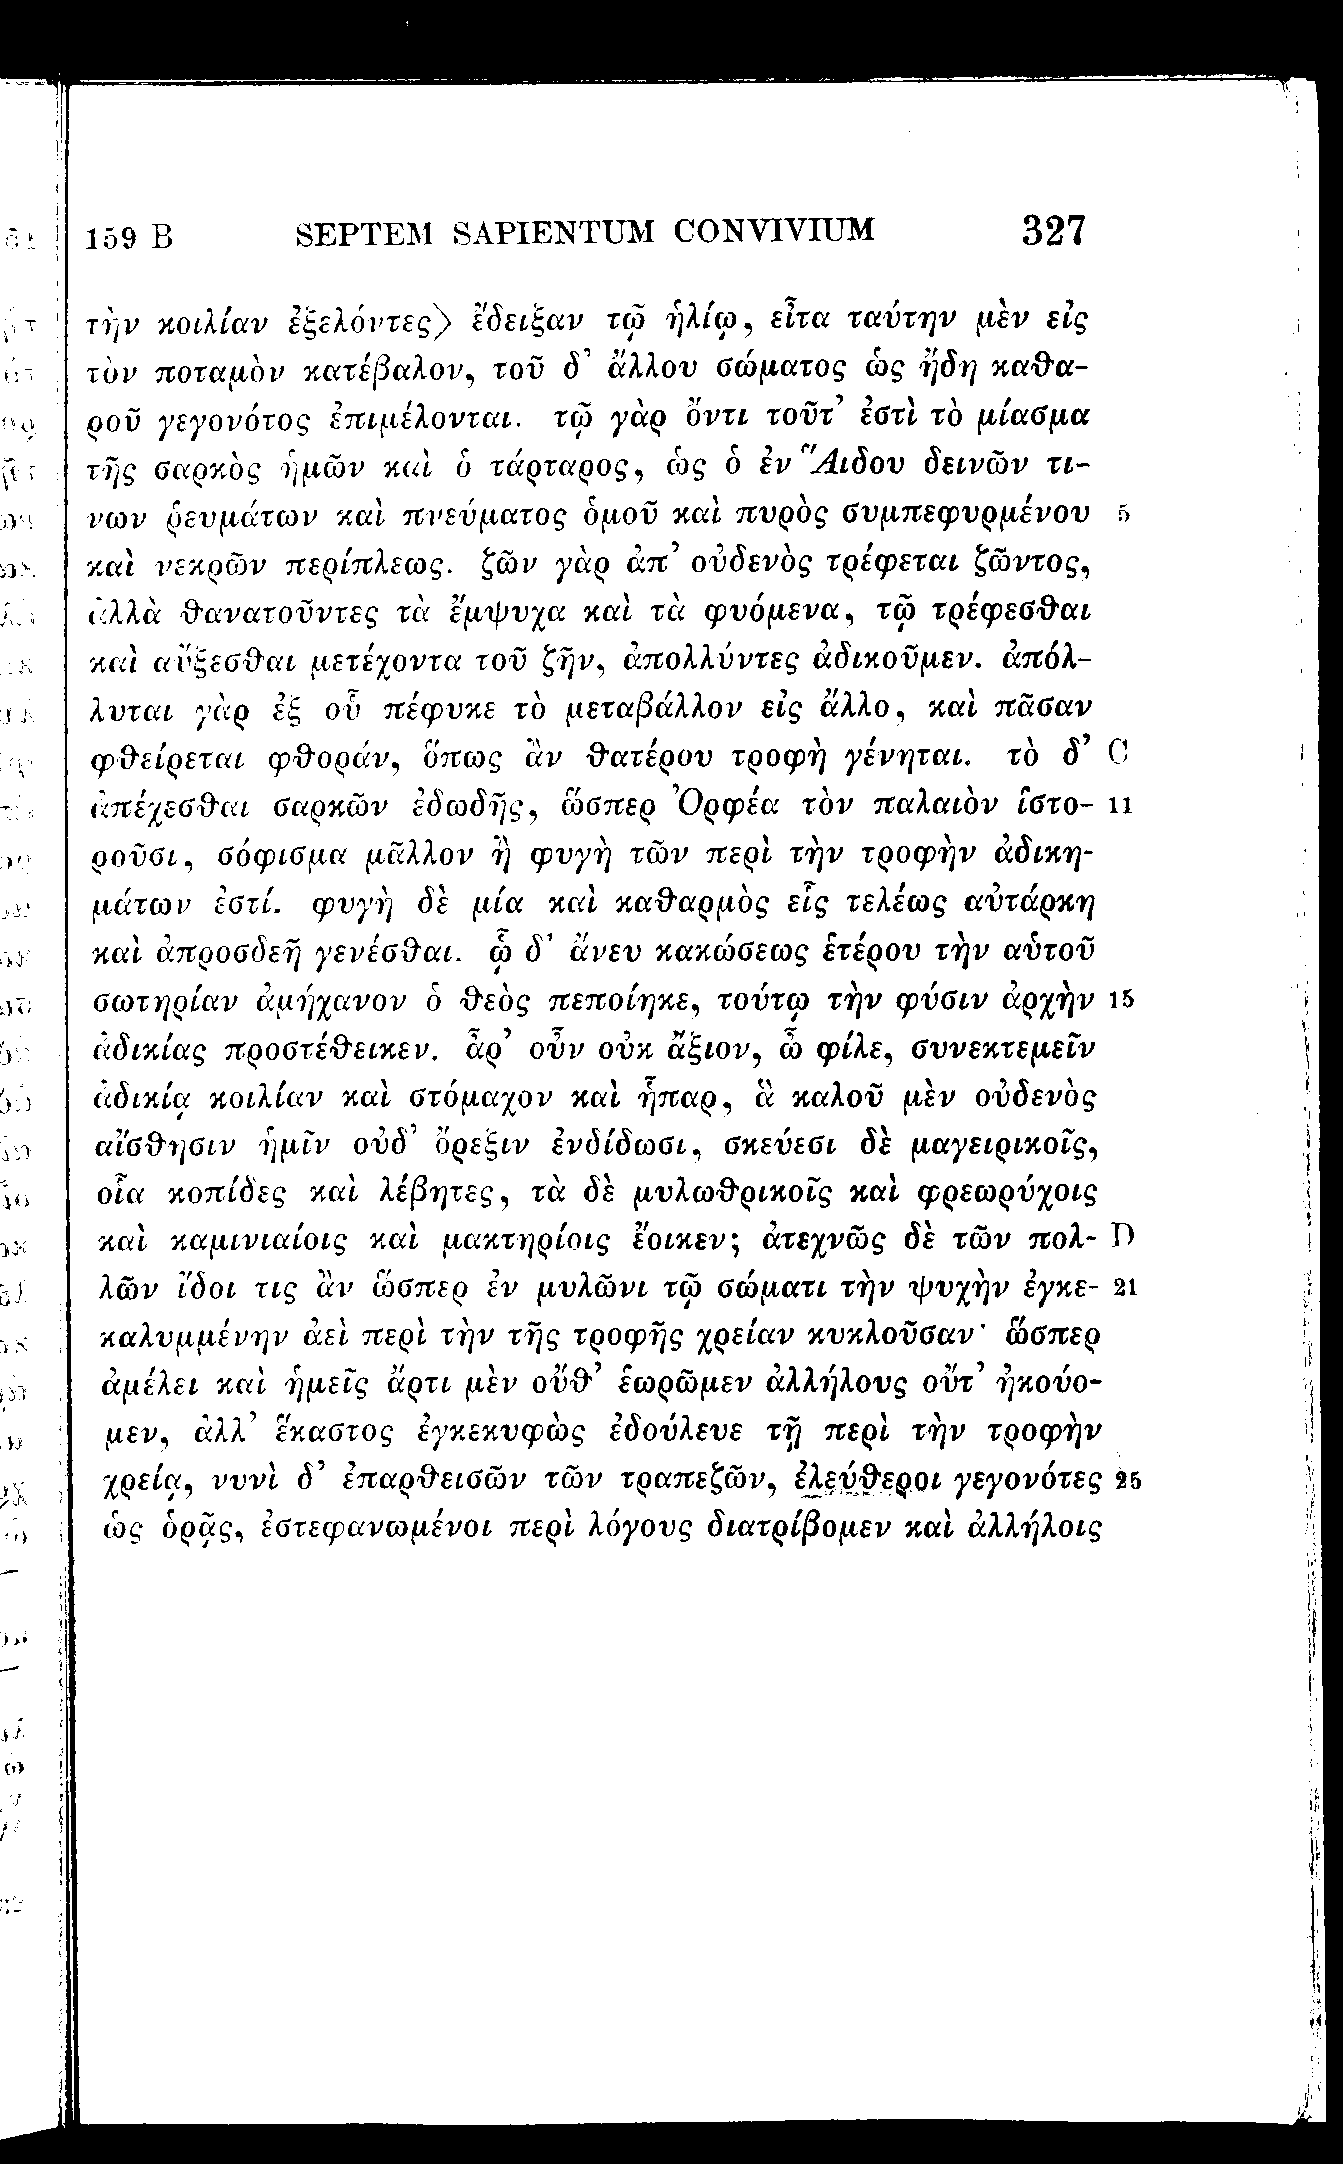 159 B SEPTEM SAPIENTUM CONVIVIUM 327
τὴν κοιλίαν ἐξελόντες⟩ ἔδειξαν τῷ ἡλίῳ, εἶτα ταύτην μὲν εἰς
τὸν ποταμὸν κατέβαλον, τοῦ δ’ ἄλλου σώματος ὡς ἤδη καθα-
ροῦ γεγονότος ἐπιμέλονται. τῷ γὰρ ὄντι τοῦτ’ ἐστὶ τὸ μίασμα
τῆς σαρκὸς ἡμῶν καὶ ὁ τάρταρος, ὡς ὁ ἐν Ἅιδου δεινῶν τι-
νων ῥευμάτων καὶ πνεύματος ὁμοῦ καὶ πυρὸς συμπεφυρμένου 5
καὶ νεκρῶν περίπλεως. ζῶν γὰρ ἀπ’ οὐδενὸς τρέφεται ζῶντος,
ἀλλὰ θανατοῦντες τὰ ἔμψυχα καὶ τὰ φυόμενα, τῷ τρέφεσθαι
καὶ αὔξεσθαι μετέχοντα τοῦ ζῆν, ἀπολλύντες ἀδικοῦμεν. ἀπόλ-
λυται γὰρ ἐξ οὗ πέφυκε τὸ μεταβάλλον εἰς ἄλλο, καὶ πᾶσαν
φθείρεται φθοράν, ὅπως ἂν θατέρου τροφὴ γένηται. τὸ δ’ C
ἀπέχεσθαι σαρκῶν ἐδωδῆς, ὥσπερ Ὀρφέα τὸν παλαιὸν ἱστο- 11
ροῦσι, σόφισμα μᾶλλον ἢ φυγὴ τῶν περὶ τὴν τροφὴν ἀδικη-
μάτων ἐστί. φυγὴ δὲ μία καὶ καθαρμὸς εἷς τελέως αὐτάρκη
καὶ ἀπροσδεῆ γενέσθαι. ᾧ δ’ ἄνευ κακώσεως ἑτέρου τὴν αὑτοῦ
σωτηρίαν ἀμήχανον ὁ θεὸς πεποίηκε, τούτῳ τὴν φύσιν ἀρχὴν 15
ἀδικίας προστέθεικεν. ἆρ’ οὖν οὐκ ἄξιον, ὦ φίλε, συνεκτεμεῖν
ἀδικίᾳ κοιλίαν καὶ στόμαχον καὶ ἧπαρ, ἃ καλοῦ μὲν οὐδενὸς
αἴσθησιν ἡμῖν οὐδ’ ὄρεξιν ἐνδίδωσι, σκεύεσι δὲ μαγειρικοῖς,
οἷα κοπίδες καὶ λέβητες, τὰ δὲ μυλωθρικοῖς καὶ φρεωρύχοις
καὶ καμινιαίοις καὶ μακτηρίοις ἔοικεν; ἀτεχνῶς δὲ τῶν πολ- D
λῶν ἴδοι τις ἂν ὥσπερ ἐν μυλῶνι τῷ σώματι τὴν ψυχὴν ἐγκε- 21
καλυμμένην ἀεὶ περὶ τὴν τῆς τροφῆς χρείαν κυκλοῦσαν· ὥσπερ
ἀμέλει καὶ ἡμεῖς ἄρτι μὲν οὔθ’ ἑωρῶμεν ἀλλήλους οὔτ’ ἠκούο-
μεν, ἀλλ’ ἕκαστος ἐγκεκυφὼς ἐδούλευε τῇ περὶ τὴν τροφὴν
χρείᾳ, νυνὶ δ’ ἐπαρθεισῶν τῶν τραπεζῶν, ἐλεύθεροι γεγονότες 25
ὡς ὁρᾷς, ἐστεφανωμένοι περὶ λόγους διατρίβομεν καὶ ἀλλήλοις